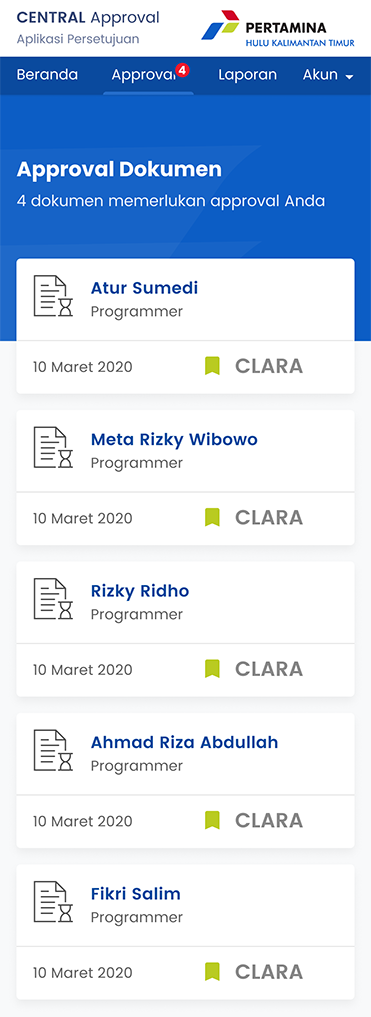 CENTRAL Approval
Aplikasi Persetujuan
PERTAMINA
HULU KALIMANTAN TIMUR
Beranda Approval 4 Laporan Akun
Approval Dokumen
4 dokumen memerlukan approval Anda
Atur Sumedi
Programmer
10 Maret 2020 CLARA
Meta Rizky Wibowo
Programmer
10 Maret 2020 CLARA
Rizky Ridho
Programmer
10 Maret 2020 CLARA
Ahmad Riza Abdullah
Programmer
10 Maret 2020 CLARA
Fikri Salim
Programmer
10 Maret 2020 CLARA